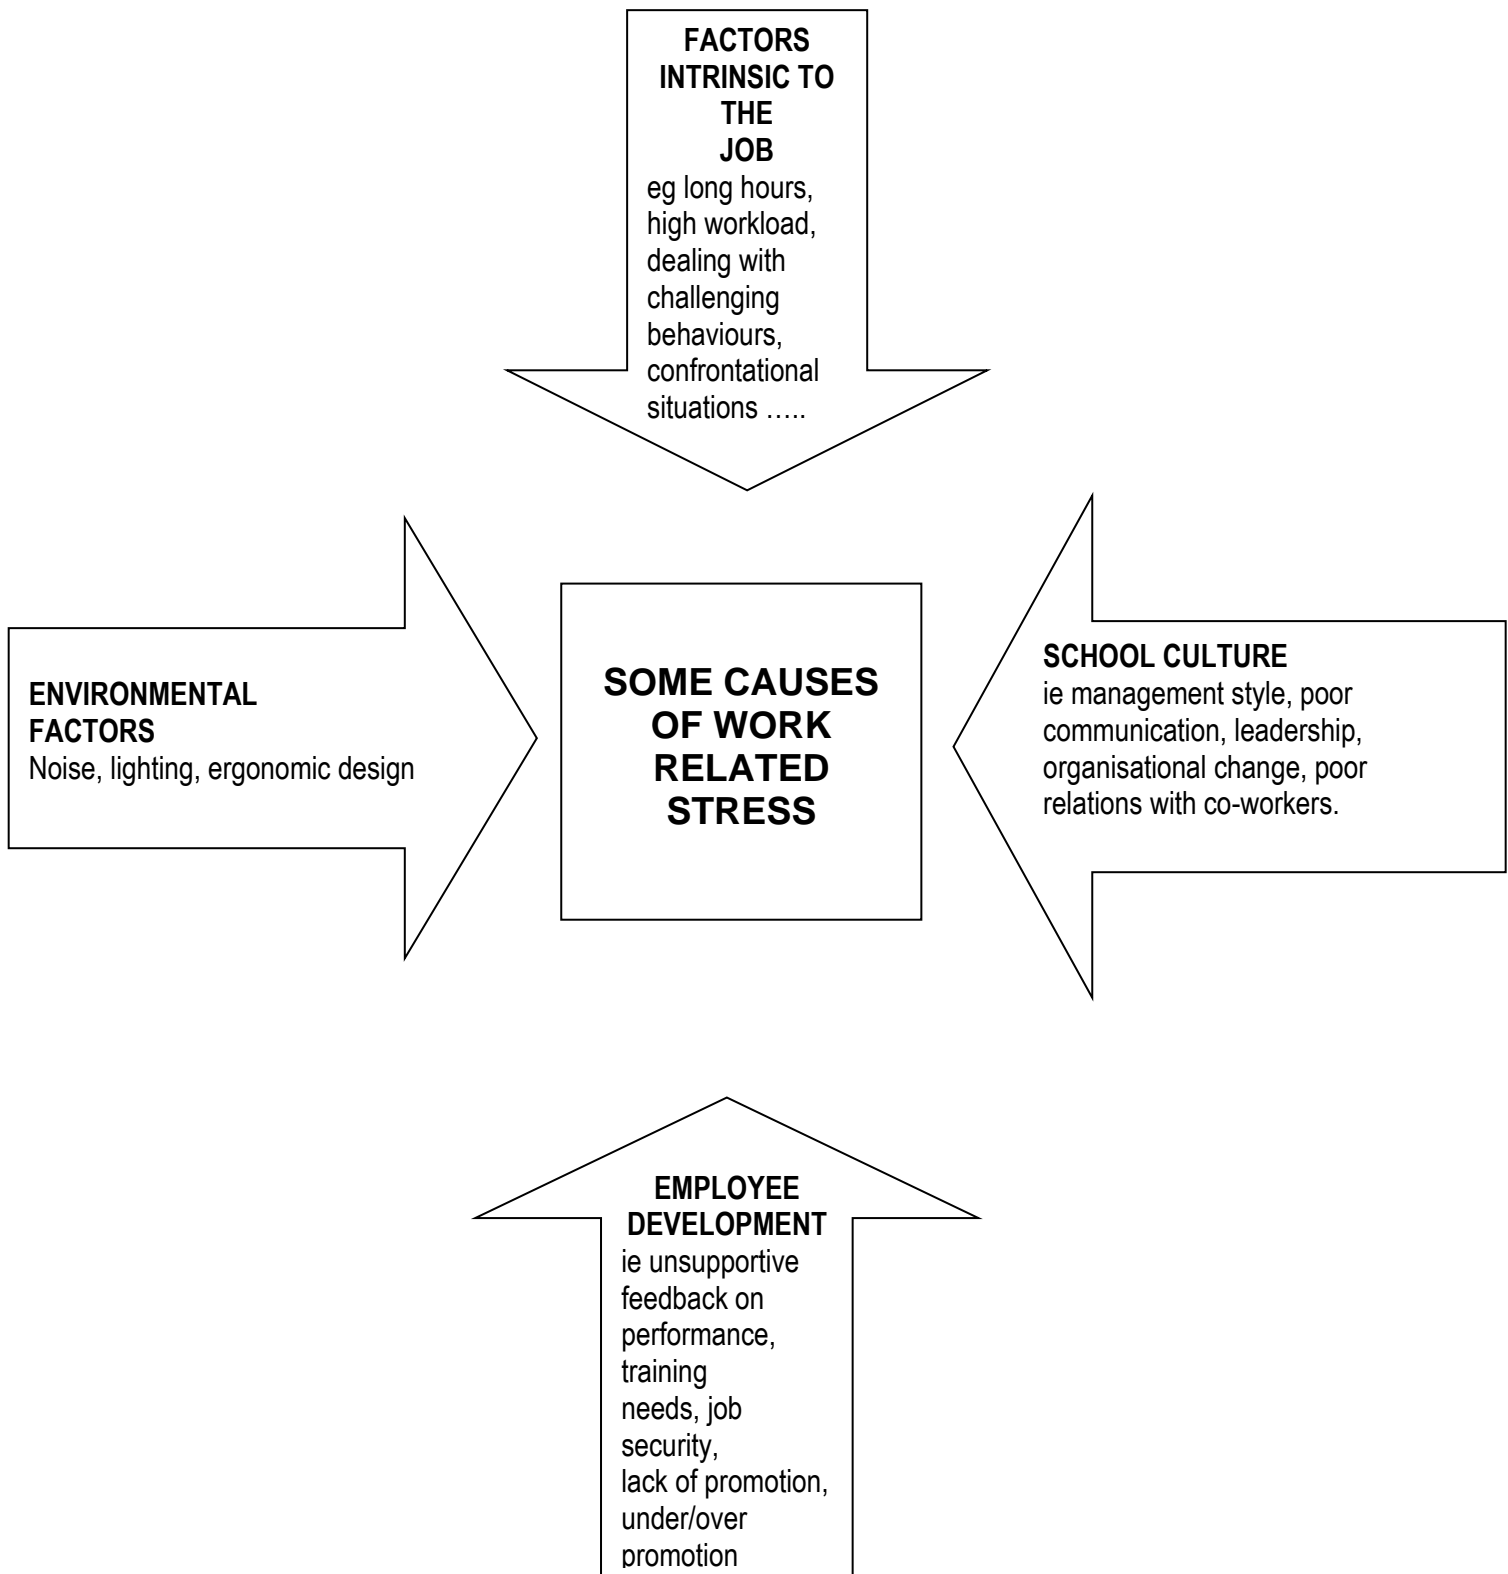 FACTORS
INTRINSIC TO
THE
JOB
eg long hours,
high workload,
dealing with
challenging
behaviours,
confrontational
situations …..
ENVIRONMENTAL
FACTORS
Noise, lighting, ergonomic design
SOME CAUSES
OF WORK
RELATED
STRESS
SCHOOL CULTURE
ie management style, poor
communication, leadership,
organisational change, poor
relations with co-workers.
EMPLOYEE
DEVELOPMENT
ie unsupportive
feedback on
performance,
training
needs, job
security,
lack of promotion,
under/over
promotion